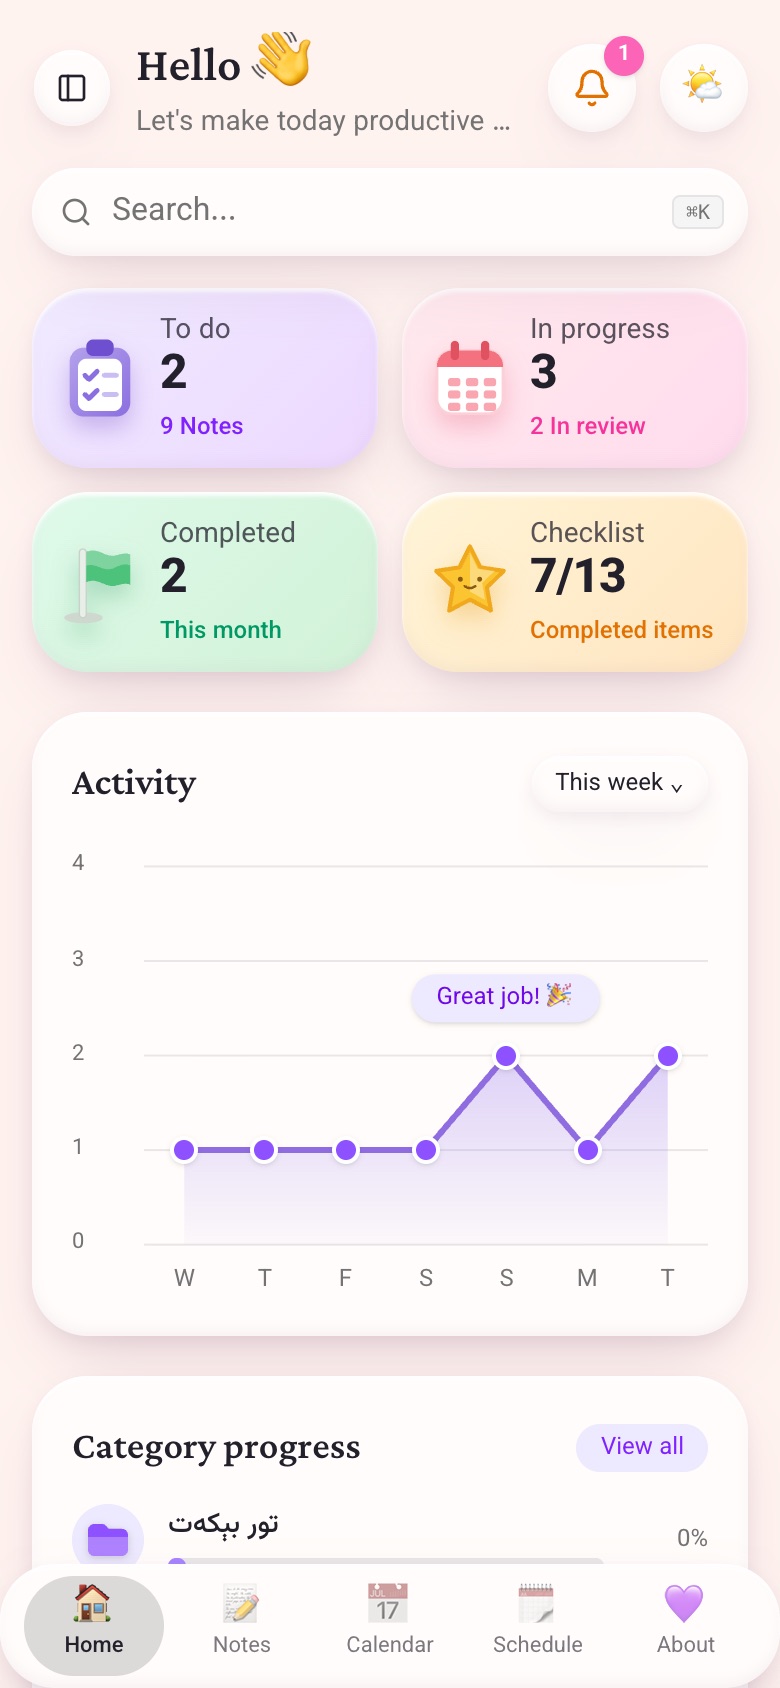 Hello 👋
Let's make today productive ...
1
Search...
⌘K
To do
2
9 Notes
In progress
3
2 In review
Completed
2
This month
Checklist
7/13
Completed items
Activity
This week
4
3
Great job! 🎉
2
1
0
W T F S S M T
Category progress
View all
تور بپکەت
0%
JUL
17
Home
Notes
Calendar
Schedule
About